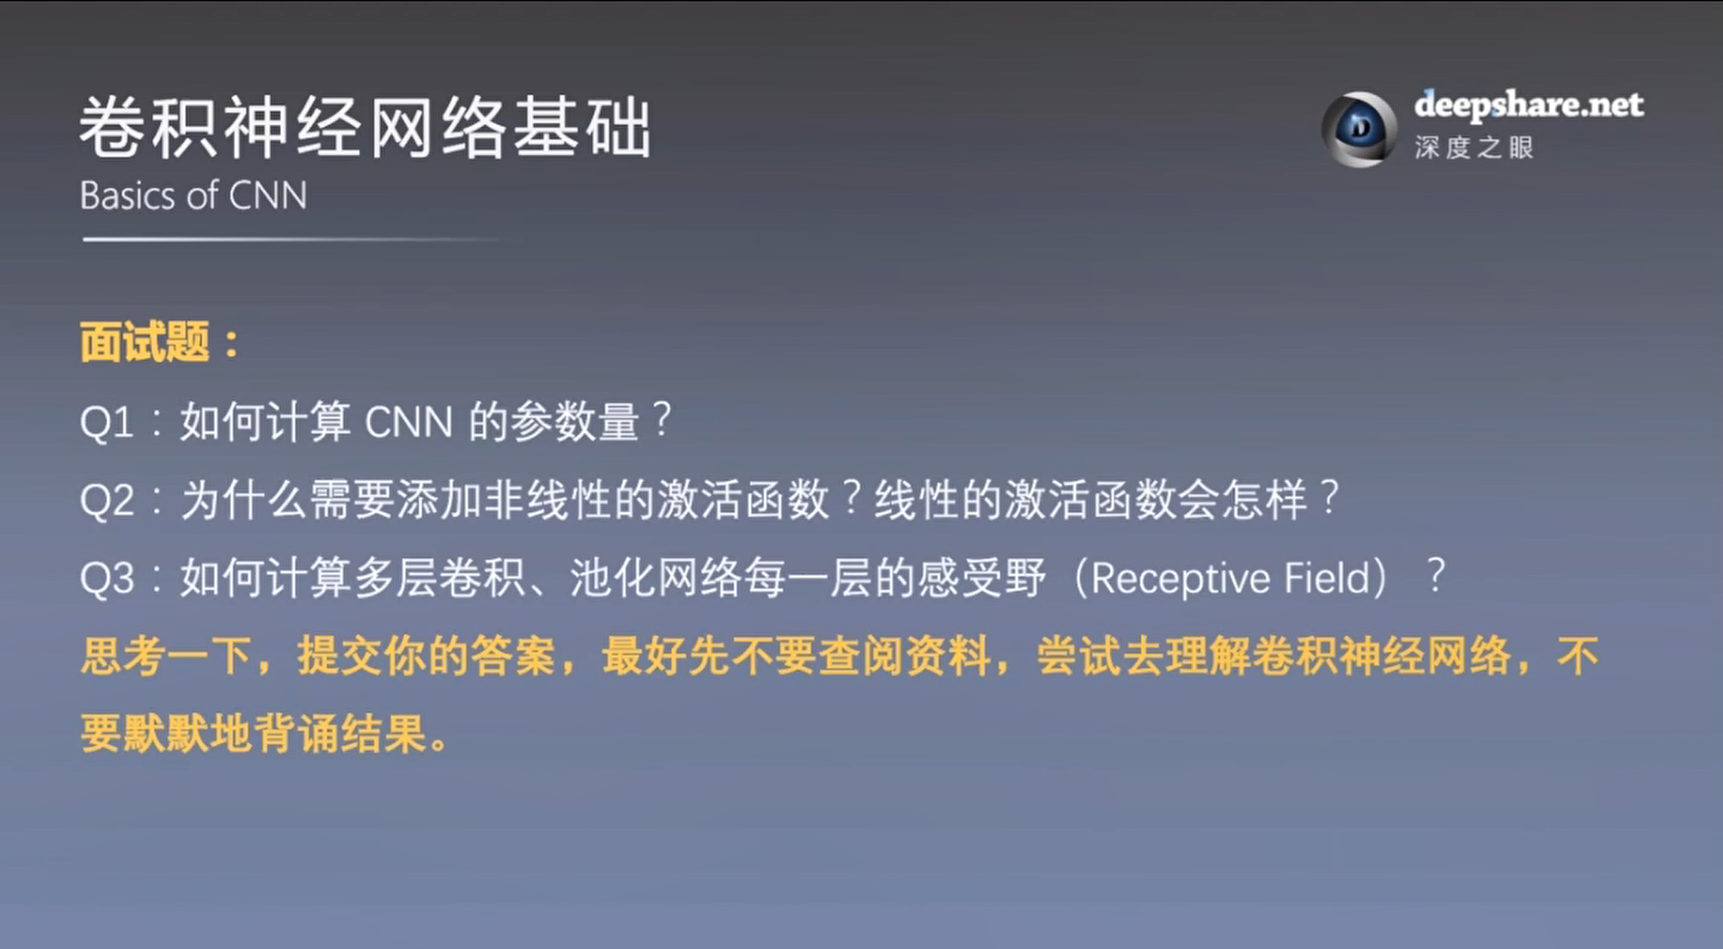 卷积神经网络基础
Basics of CNN
deepshare.net
深度之眼
面试题：
Q1：如何计算 CNN 的参数量？
Q2：为什么需要添加非线性的激活函数？线性的激活函数会怎样？
Q3：如何计算多层卷积、池化网络每一层的感受野（Receptive Field）？
思考一下，提交你的答案，最好先不要查阅资料，尝试去理解卷积神经网络，不
要默默地背诵结果。